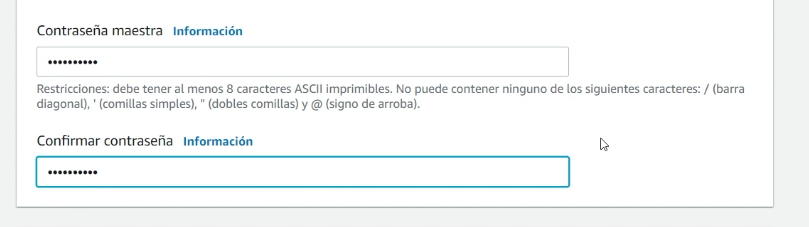 Contraseña maestra Información
••••••••••
Restricciones: debe tener al menos 8 caracteres ASCII imprimibles. No puede contener ninguno de los siguientes caracteres: / (barra
diagonal), ' (comillas simples), " (dobles comillas) y @ (signo de arroba).
Confirmar contraseña Información
••••••••••